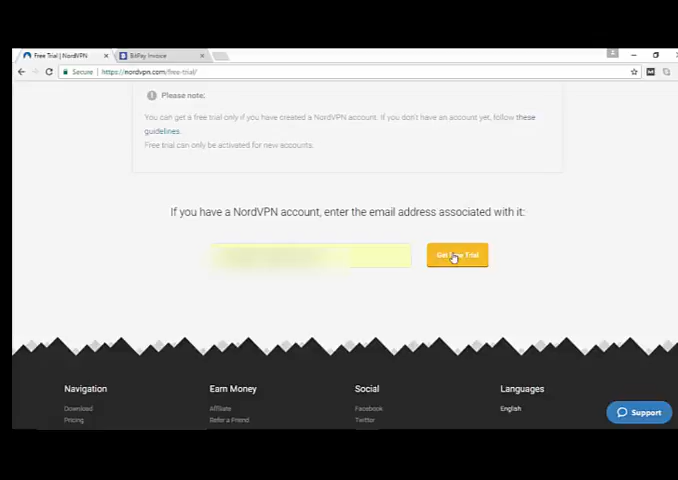 Free Trial | NordVPN
BitPay Invoice
Secure
https://nordvpn.com/free-trial/
Please note:
You can get a free trial only if you have created a NordVPN account. If you don't have an account yet, follow these
guidelines.
Free trial can only be activated for new accounts.
If you have a NordVPN account, enter the email address associated with it:
Get Trial
Navigation
Earn Money
Social
Languages
Download
Affiliate
Facebook
English
Pricing
Refer a Friend
Twitter
Support